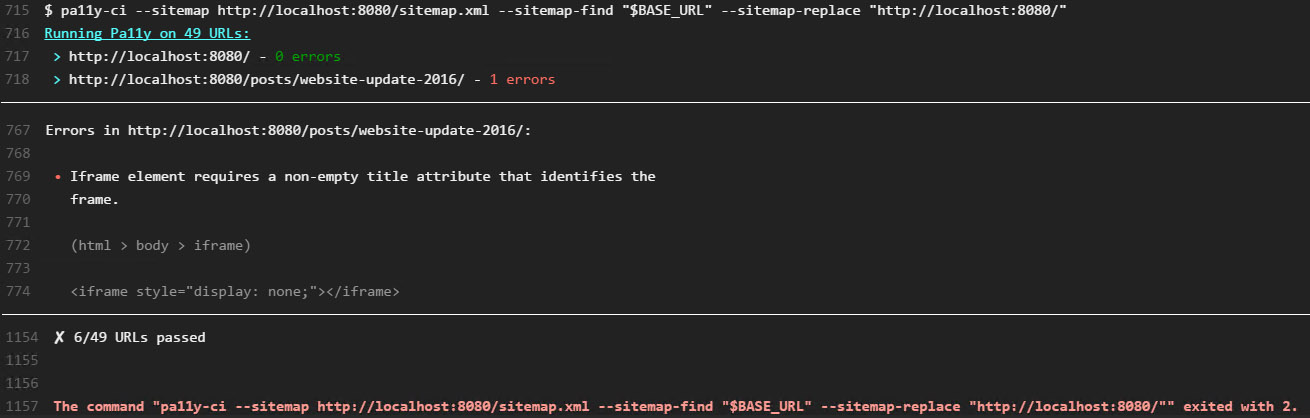 715 $ pa11y-ci --sitemap http://localhost:8080/sitemap.xml --sitemap-find "$BASE_URL" --sitemap-replace "http://localhost:8080/"
716 Running Pa11y on 49 URLs:
717 > http://localhost:8080/ - 0 errors
718 > http://localhost:8080/posts/website-update-2016/ - 1 errors
767 Errors in http://localhost:8080/posts/website-update-2016/:
768
769 • Iframe element requires a non-empty title attribute that identifies the
770 frame.
771
772 (html > body > iframe)
773
774 <iframe style="display: none;"></iframe>
1154 ✘ 6/49 URLs passed
1155
1156
1157 The command "pa11y-ci --sitemap http://localhost:8080/sitemap.xml --sitemap-find "$BASE_URL" --sitemap-replace "http://localhost:8080/"" exited with 2.